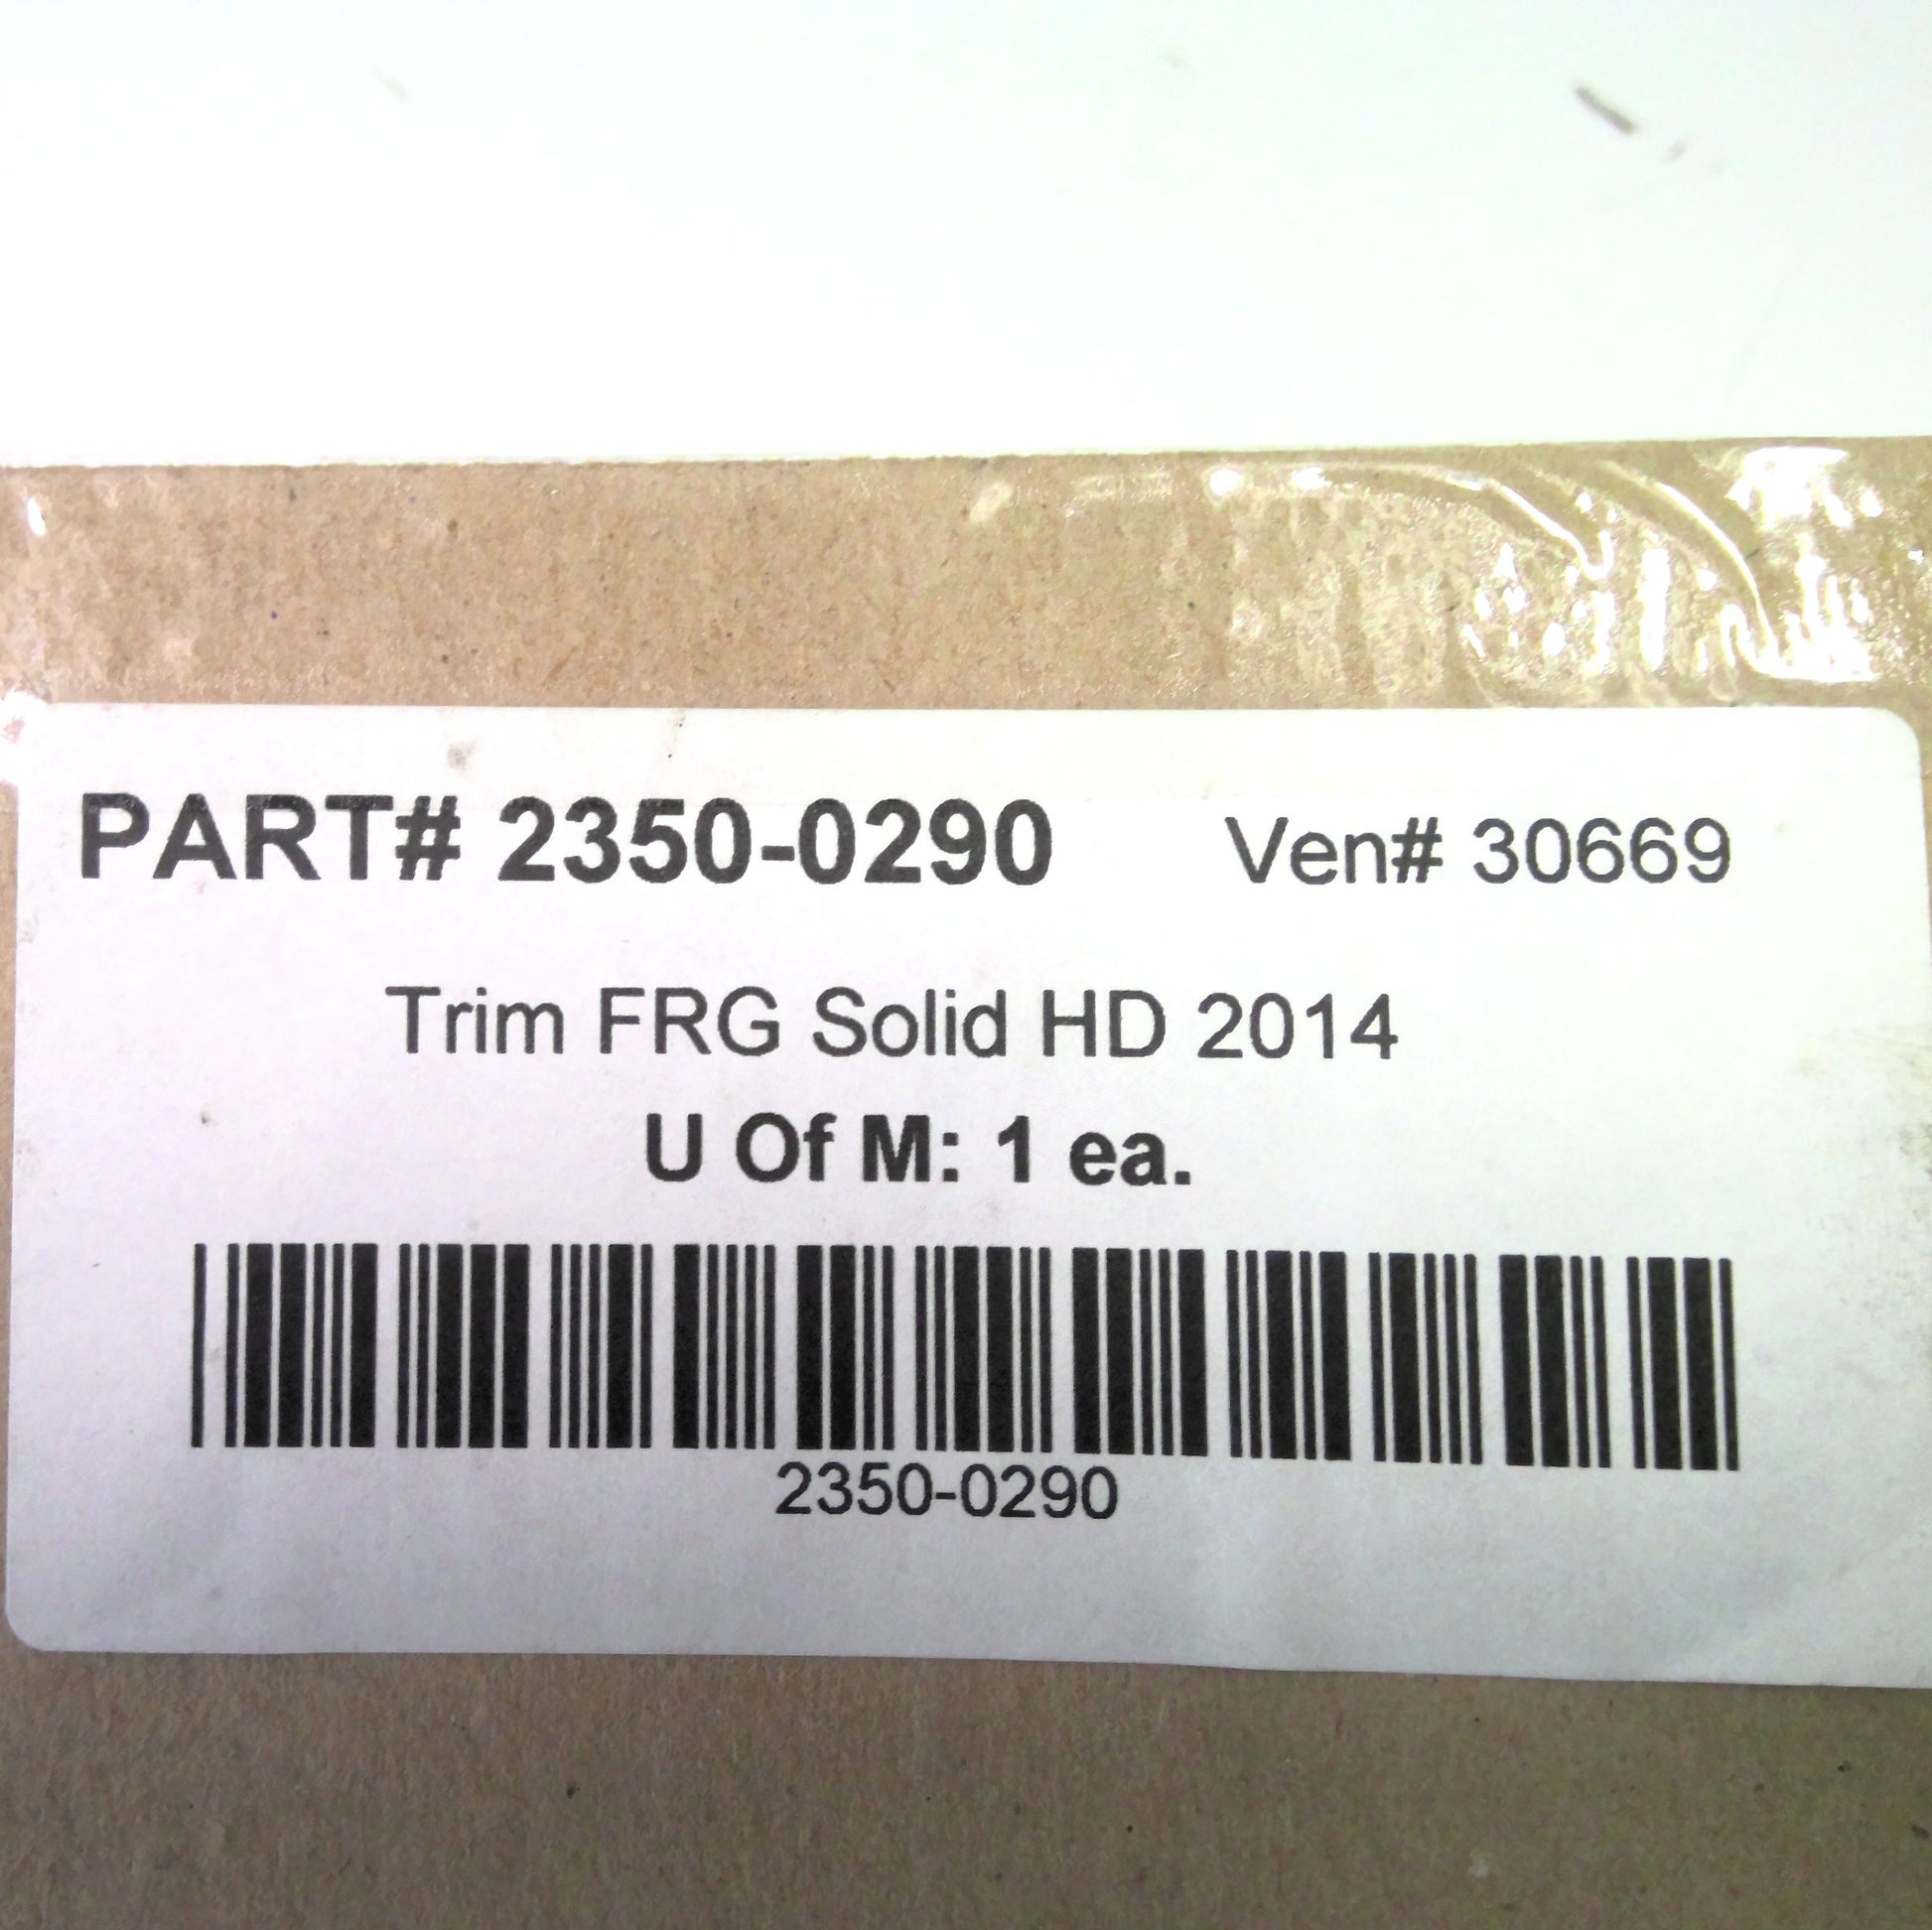 PART# 2350-0290 Ven# 30669
Trim FRG Solid HD 2014
U Of M: 1 ea.
2350-0290